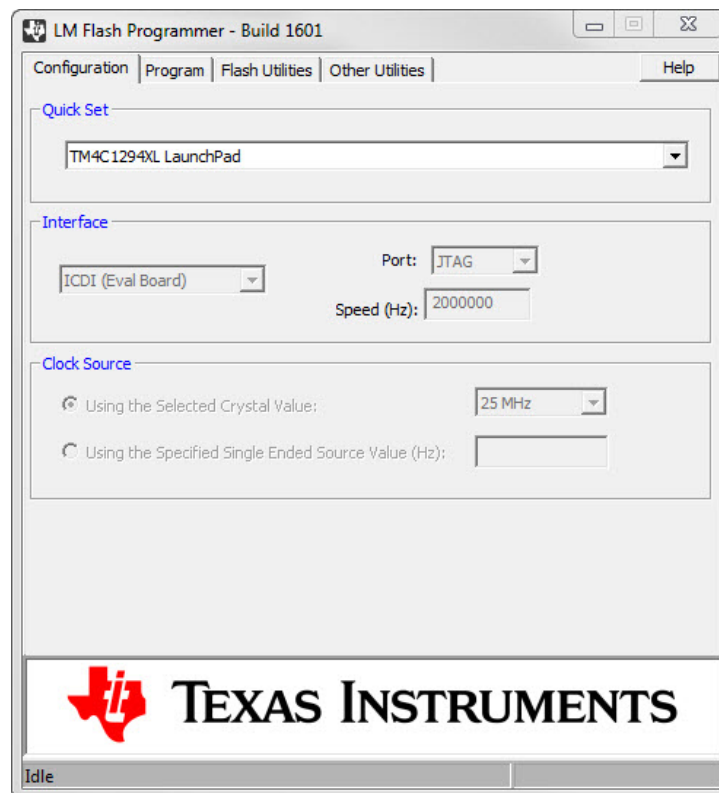 LM Flash Programmer - Build 1601
Configuration Program Flash Utilities Other Utilities Help
Quick Set
TM4C1294XL LaunchPad
Interface
ICDI (Eval Board)
Port: JTAG
Speed (Hz): 2000000
Clock Source
Using the Selected Crystal Value: 25 MHz
Using the Specified Single Ended Source Value (Hz):
TEXAS INSTRUMENTS
Idle